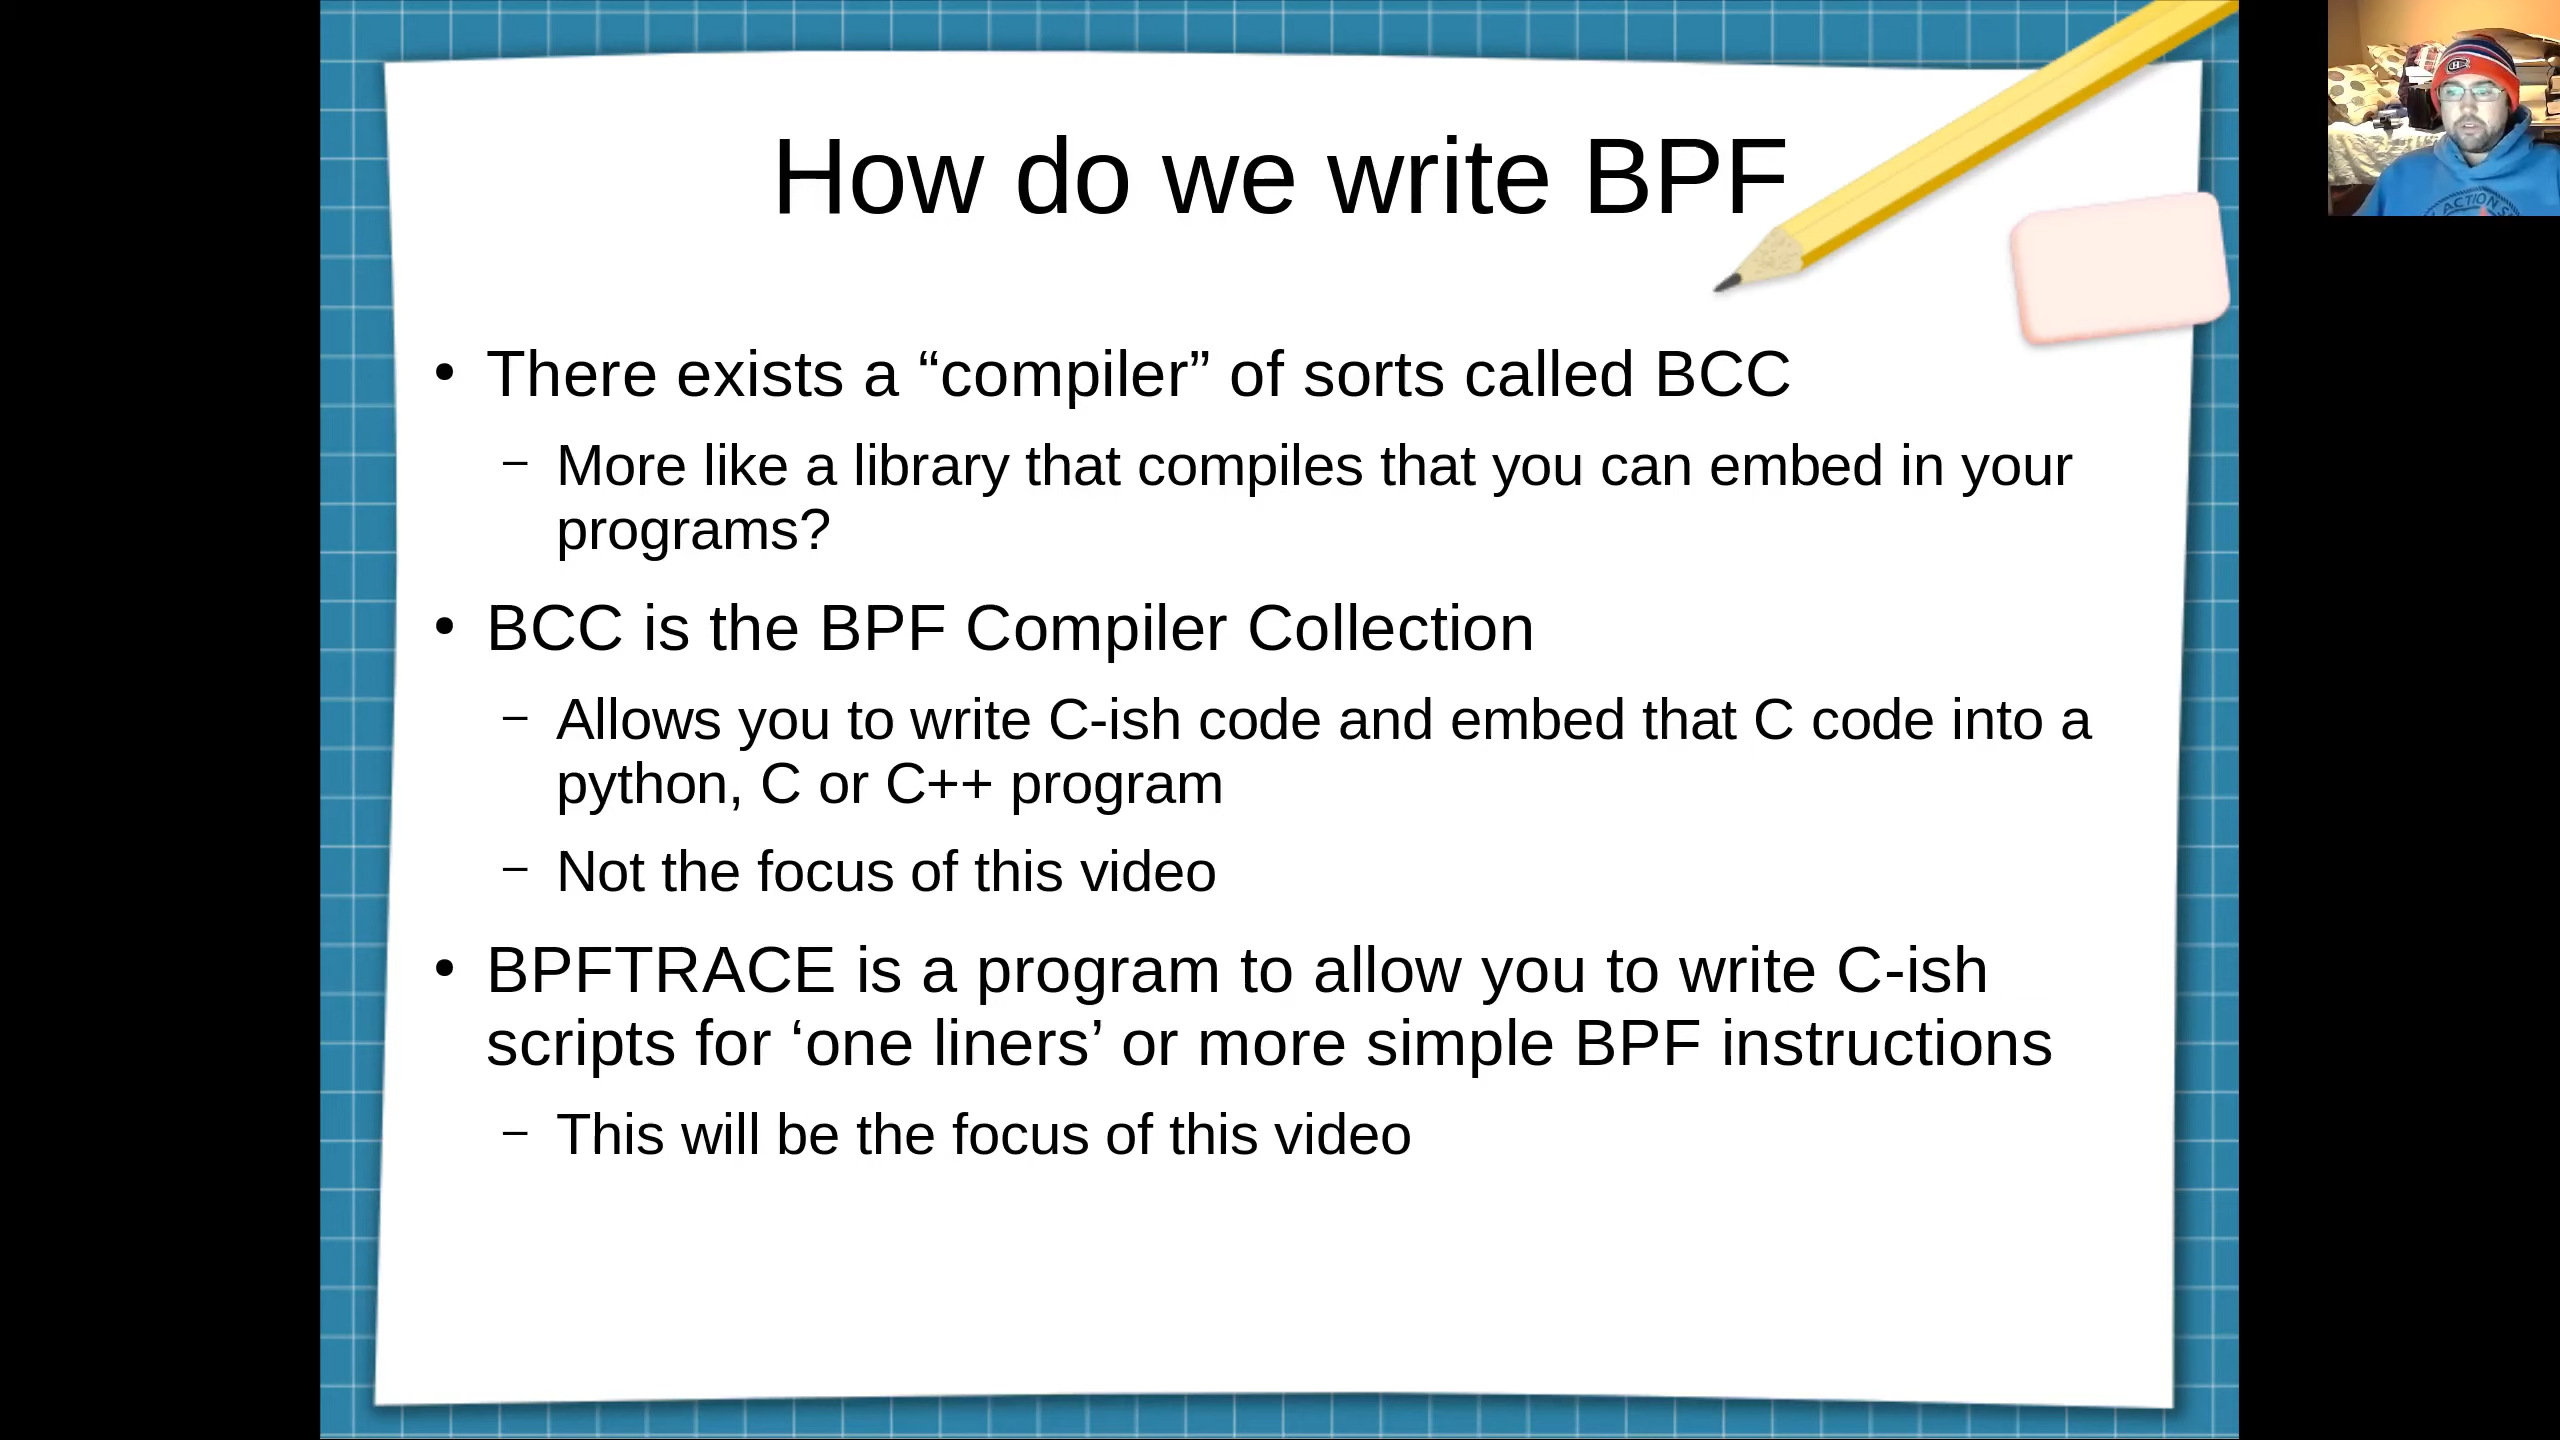 How do we write BPF
• There exists a “compiler” of sorts called BCC
– More like a library that compiles that you can embed in your
programs?
• BCC is the BPF Compiler Collection
– Allows you to write C-ish code and embed that C code into a
python, C or C++ program
– Not the focus of this video
• BPFTRACE is a program to allow you to write C-ish
scripts for ‘one liners’ or more simple BPF instructions
– This will be the focus of this video
ACTION